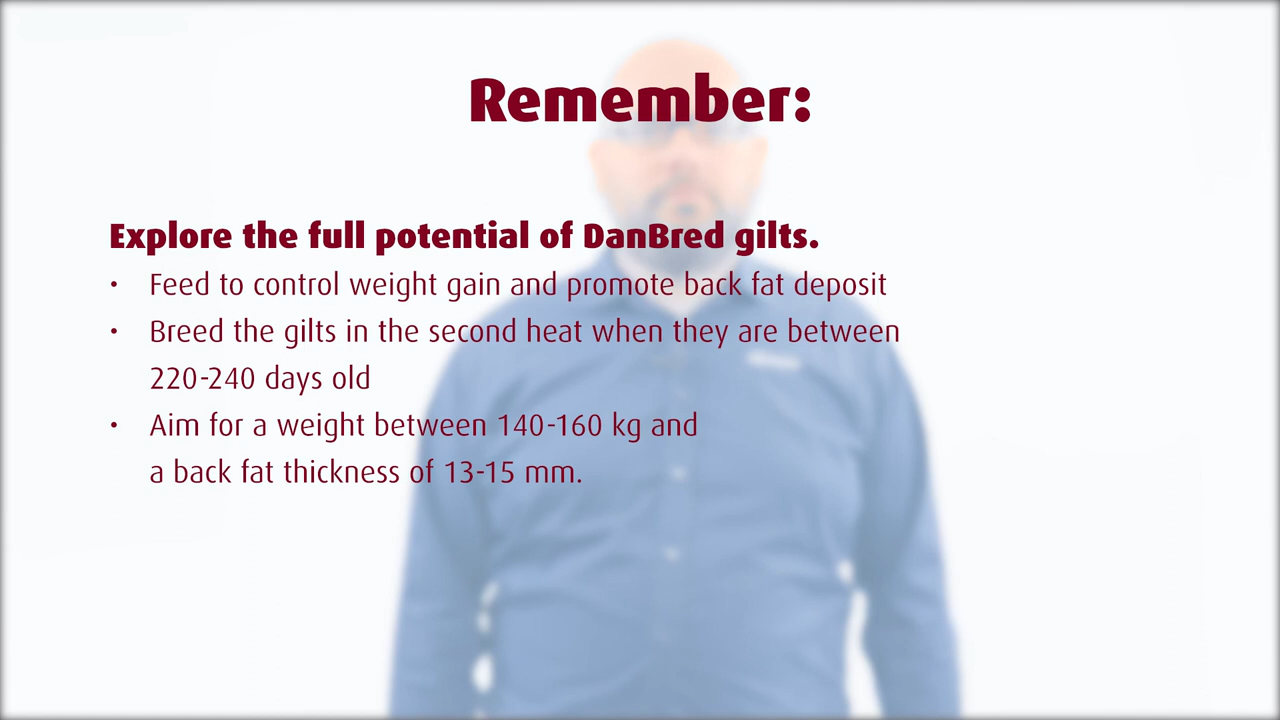 Remember:
Explore the full potential of DanBred gilts.
• Feed to control weight gain and promote back fat deposit
• Breed the gilts in the second heat when they are between
220-240 days old
• Aim for a weight between 140-160 kg and
a back fat thickness of 13-15 mm.